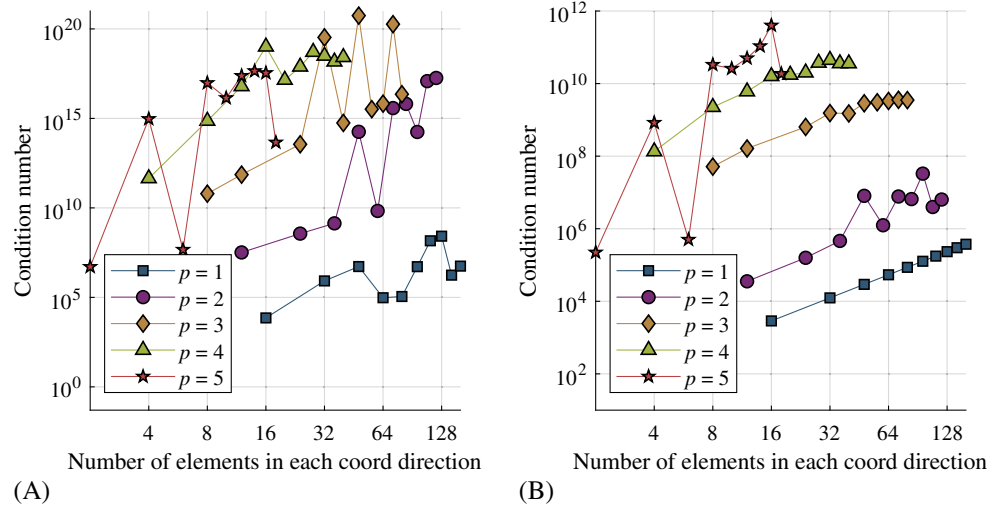 10^20
10^15
10^10
10^5
10^0
Condition number
p = 1
p = 2
p = 3
p = 4
p = 5
4 8 16 32 64 128
Number of elements in each coord direction
(A)
10^12
10^10
10^8
10^6
10^4
10^2
Condition number
p = 1
p = 2
p = 3
p = 4
p = 5
4 8 16 32 64 128
Number of elements in each coord direction
(B)